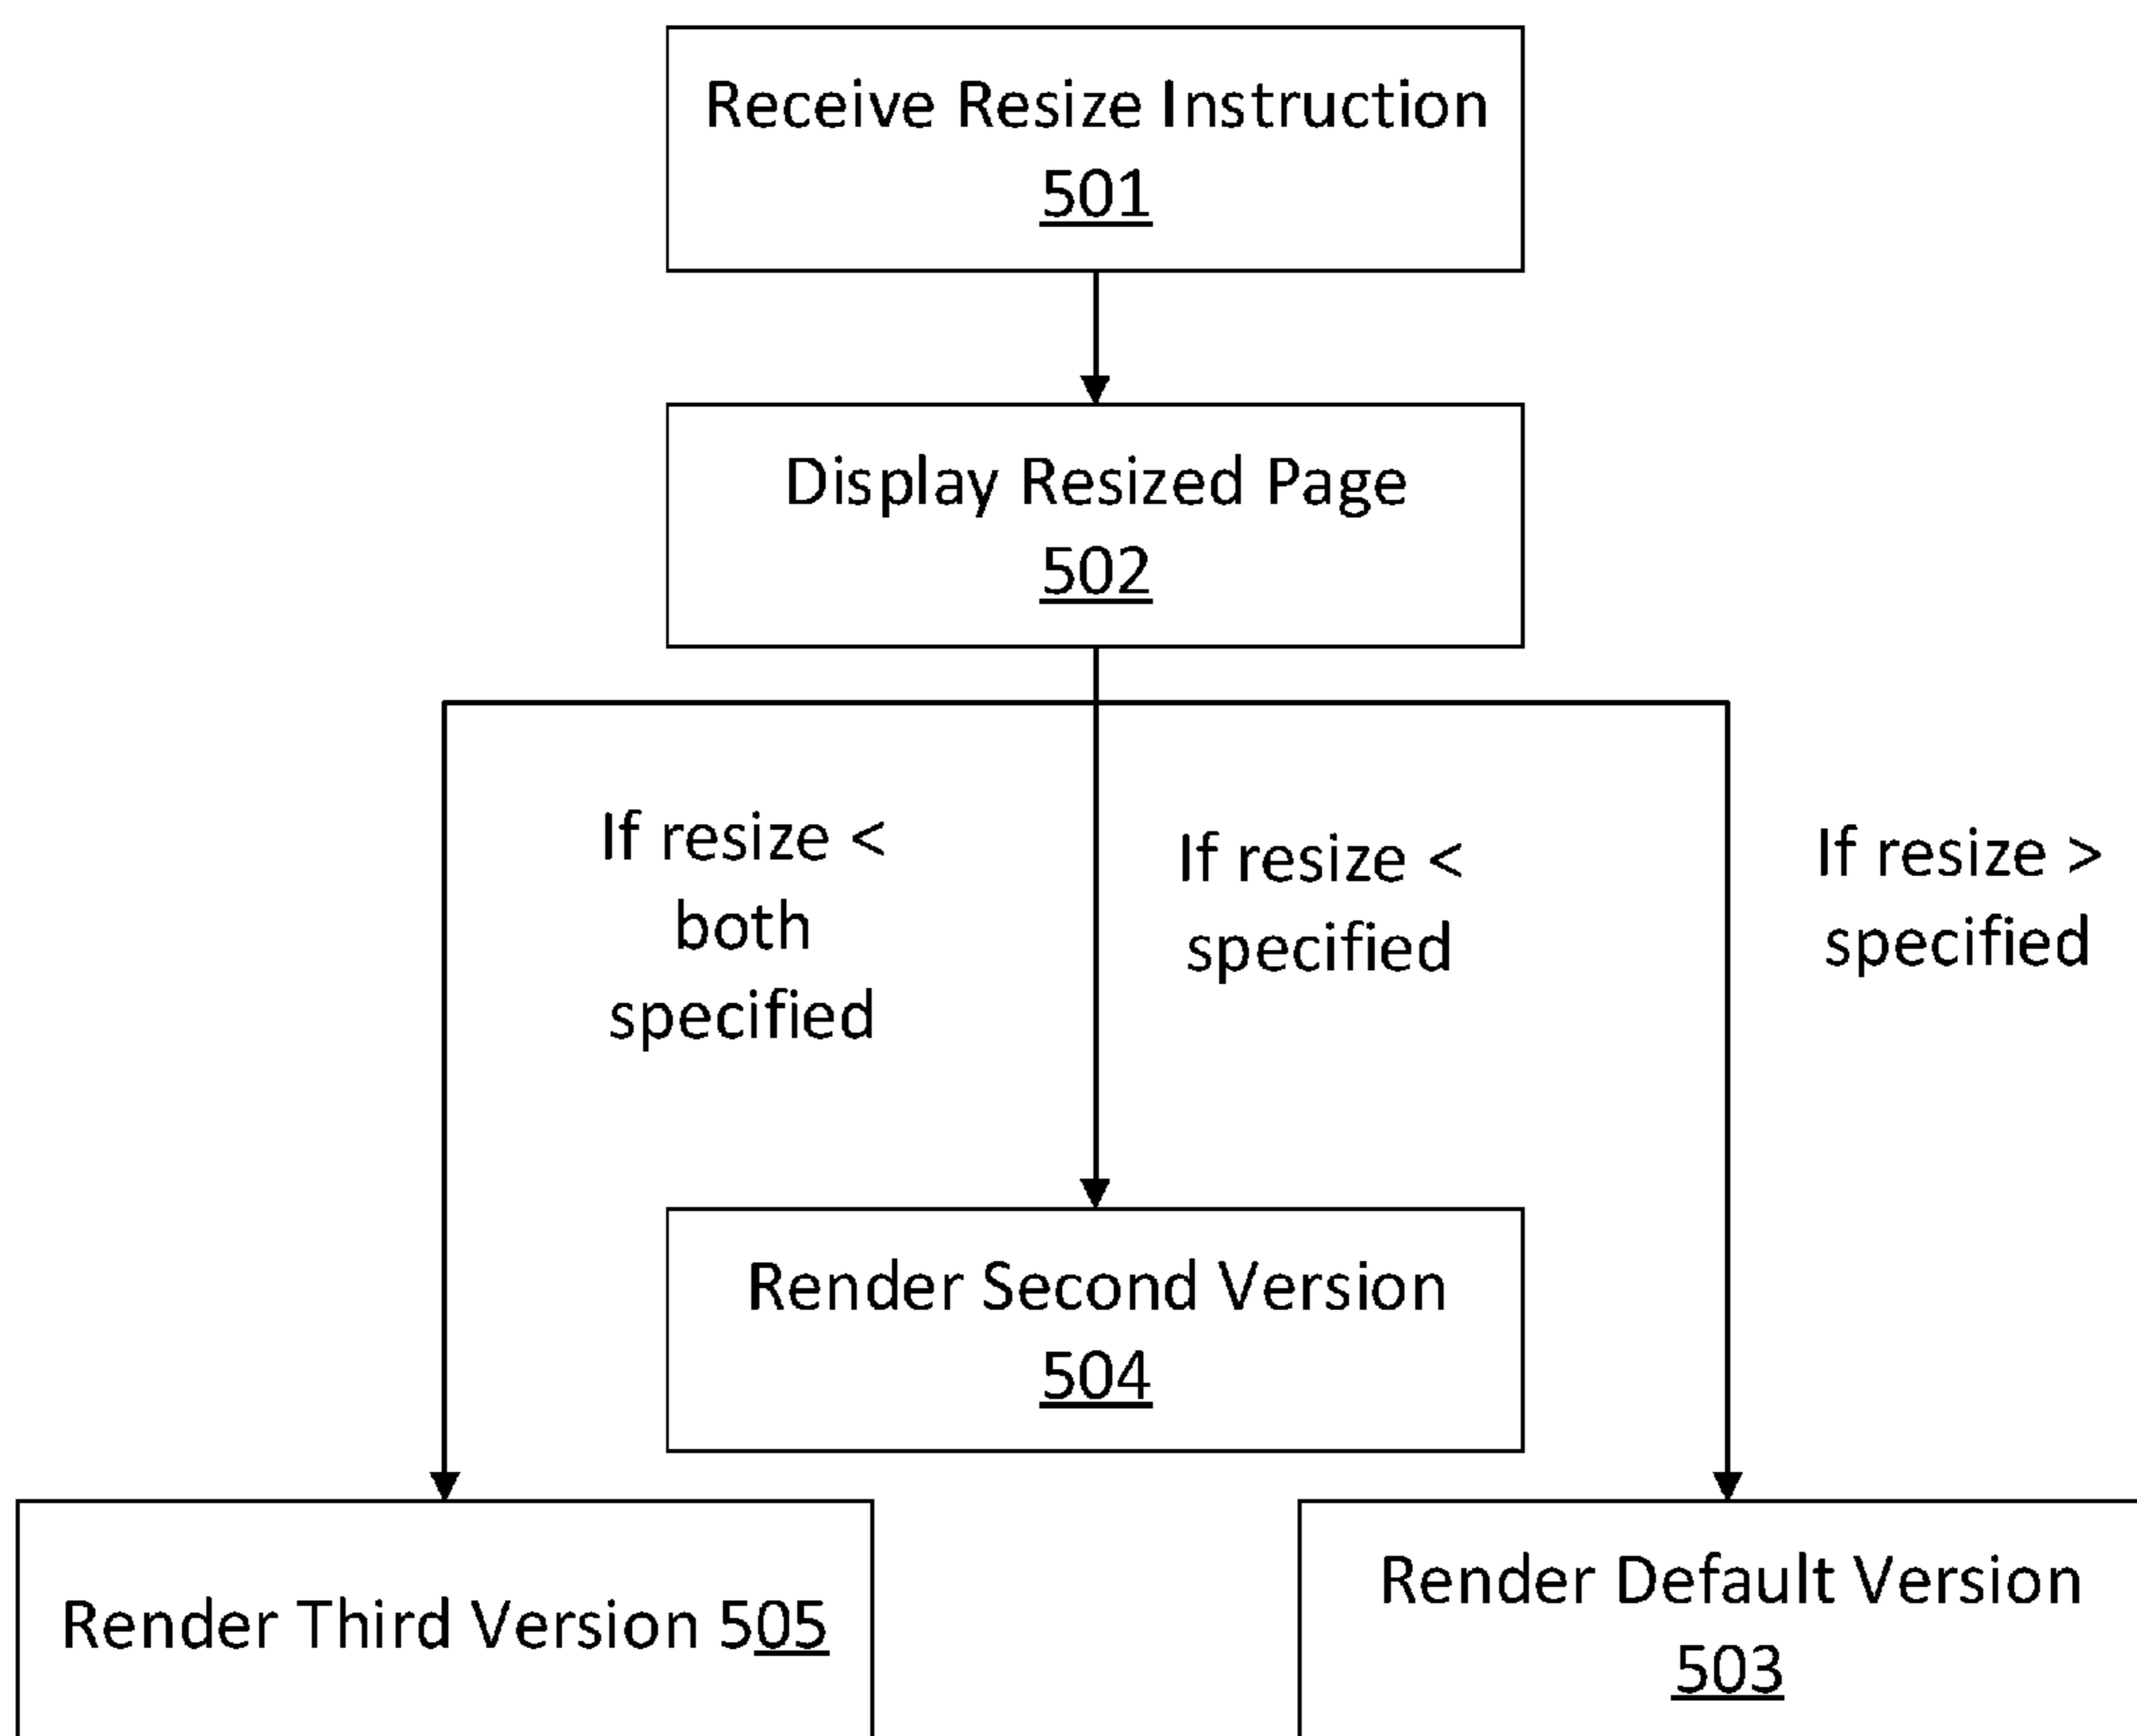 Receive Resize Instruction
501
Display Resized Page
502
If resize <
both
specified
If resize <
specified
If resize >
specified
Render Second Version
504
Render Third Version 505
Render Default Version
503